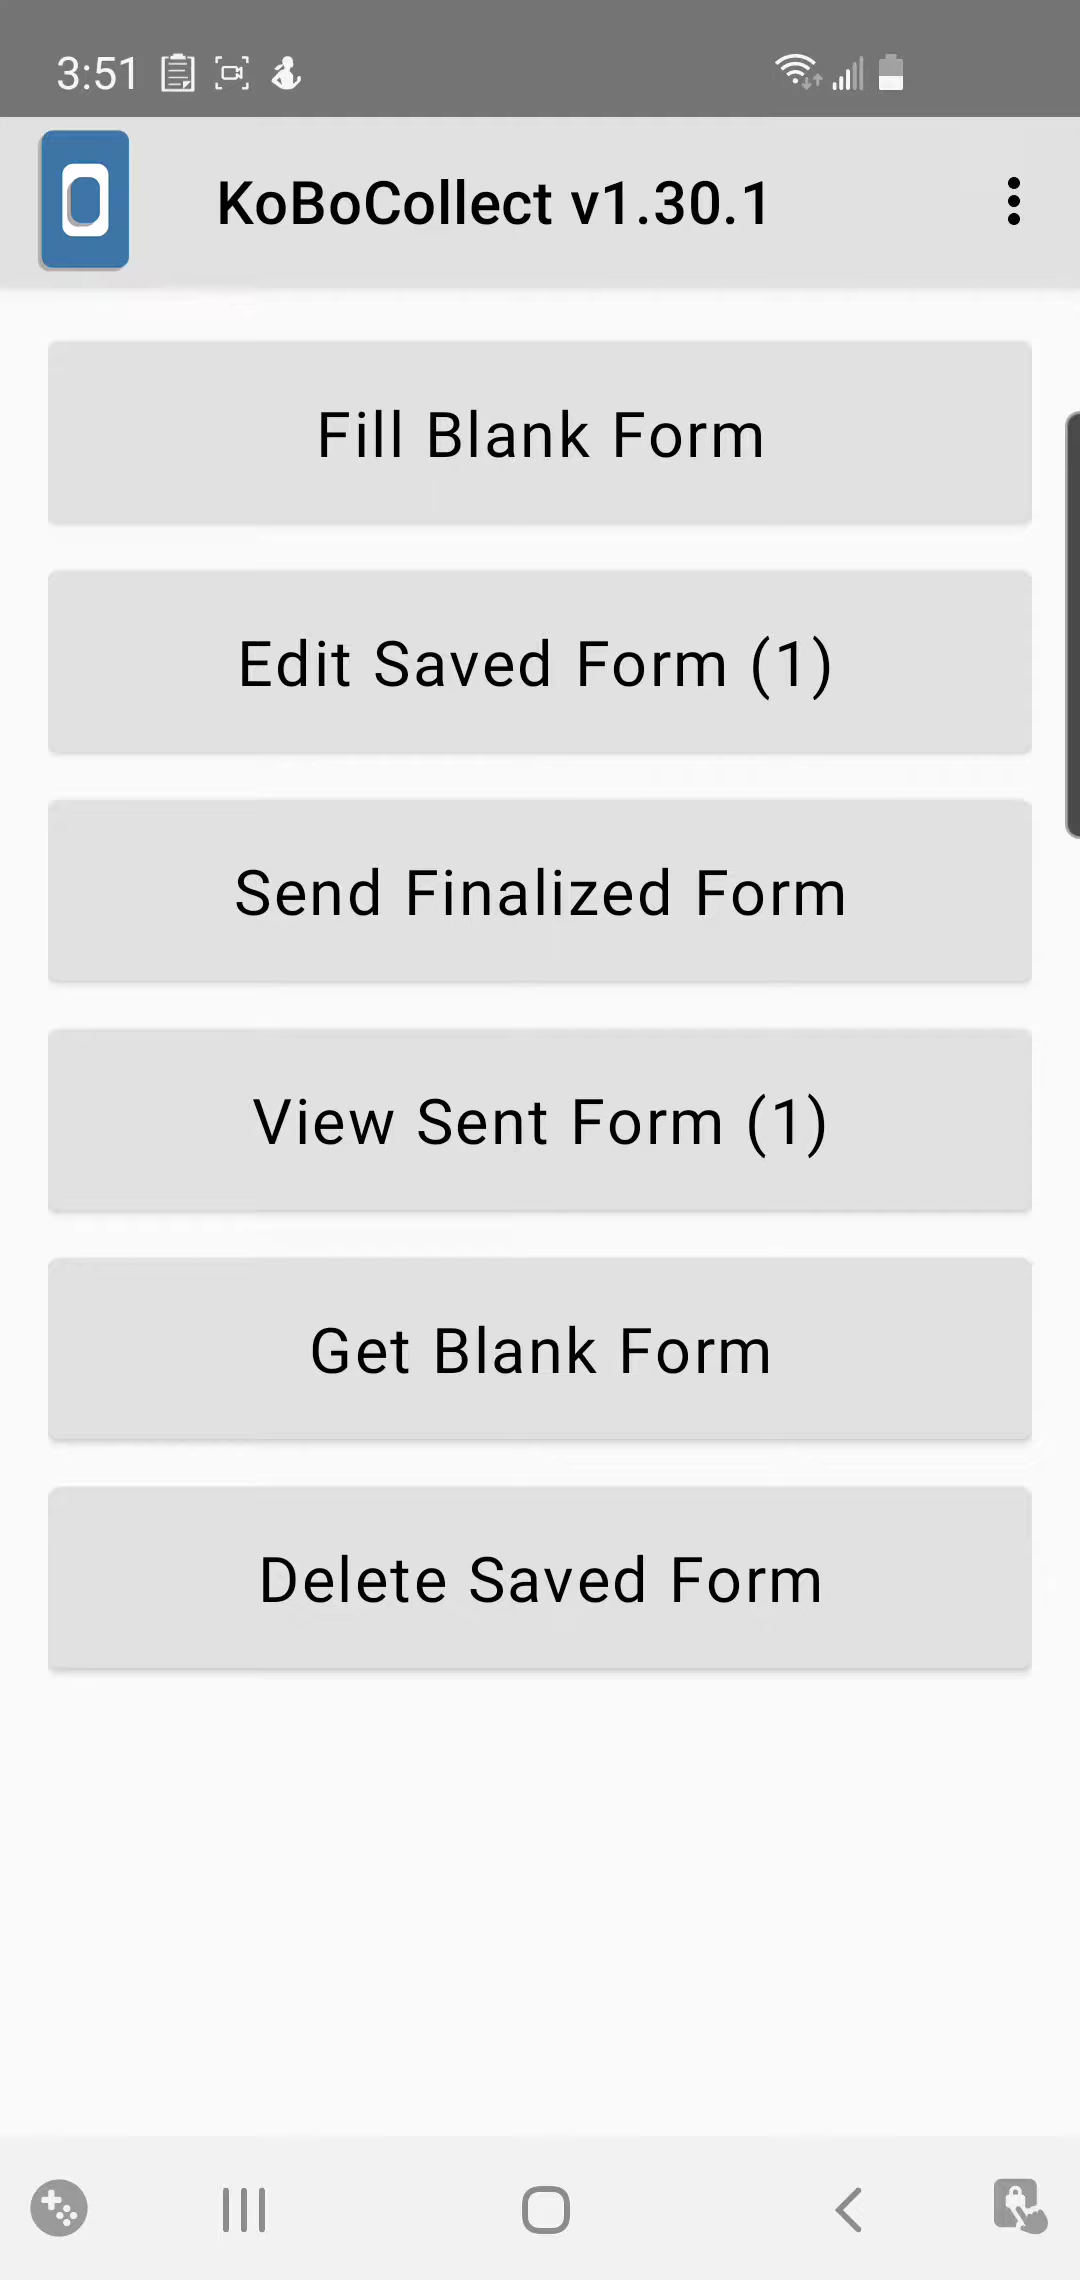 3:51
KoBoCollect v1.30.1
Fill Blank Form
Edit Saved Form (1)
Send Finalized Form
View Sent Form (1)
Get Blank Form
Delete Saved Form